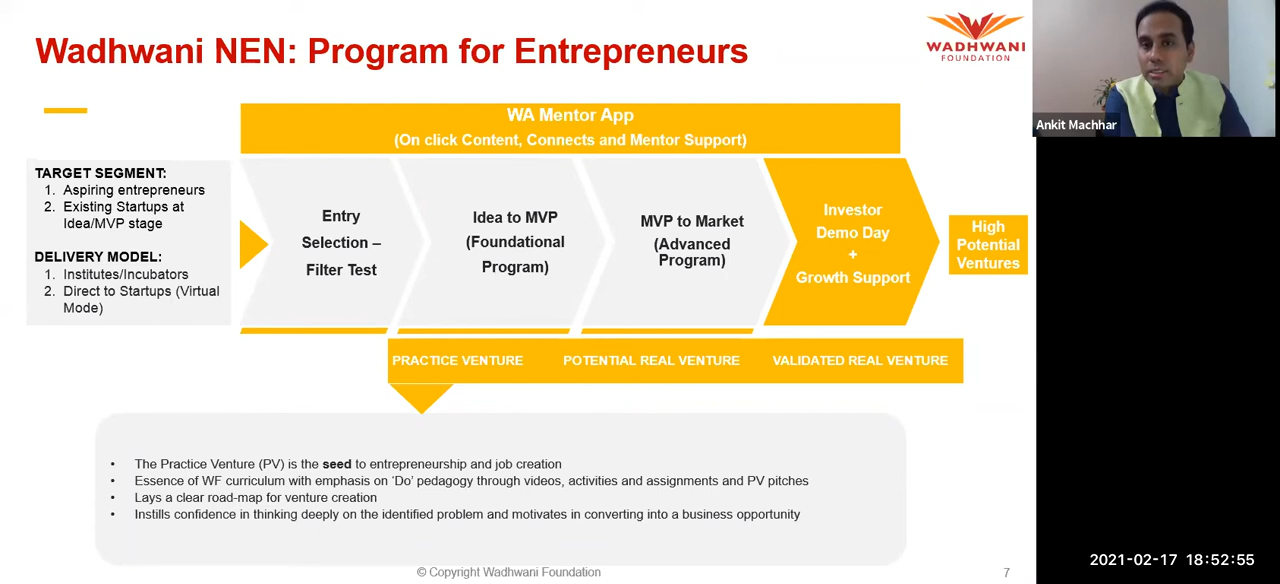 Wadhwani NEN: Program for Entrepreneurs
WADHWANI
FOUNDATION
Ankit Machhar
WA Mentor App
(On click Content, Connects and Mentor Support)
TARGET SEGMENT:
1. Aspiring entrepreneurs
2. Existing Startups at
Idea/MVP stage
DELIVERY MODEL:
1. Institutes/Incubators
2. Direct to Startups (Virtual
Mode)
Entry
Selection –
Filter Test
Idea to MVP
(Foundational
Program)
MVP to Market
(Advanced
Program)
Investor
Demo Day
+
Growth Support
High
Potential
Ventures
PRACTICE VENTURE
POTENTIAL REAL VENTURE
VALIDATED REAL VENTURE
• The Practice Venture (PV) is the seed to entrepreneurship and job creation
• Essence of WF curriculum with emphasis on ‘Do’ pedagogy through videos, activities and assignments and PV pitches
• Lays a clear road-map for venture creation
• Instills confidence in thinking deeply on the identified problem and motivates in converting into a business opportunity
© Copyright Wadhwani Foundation
7
2021-02-17 18:52:55